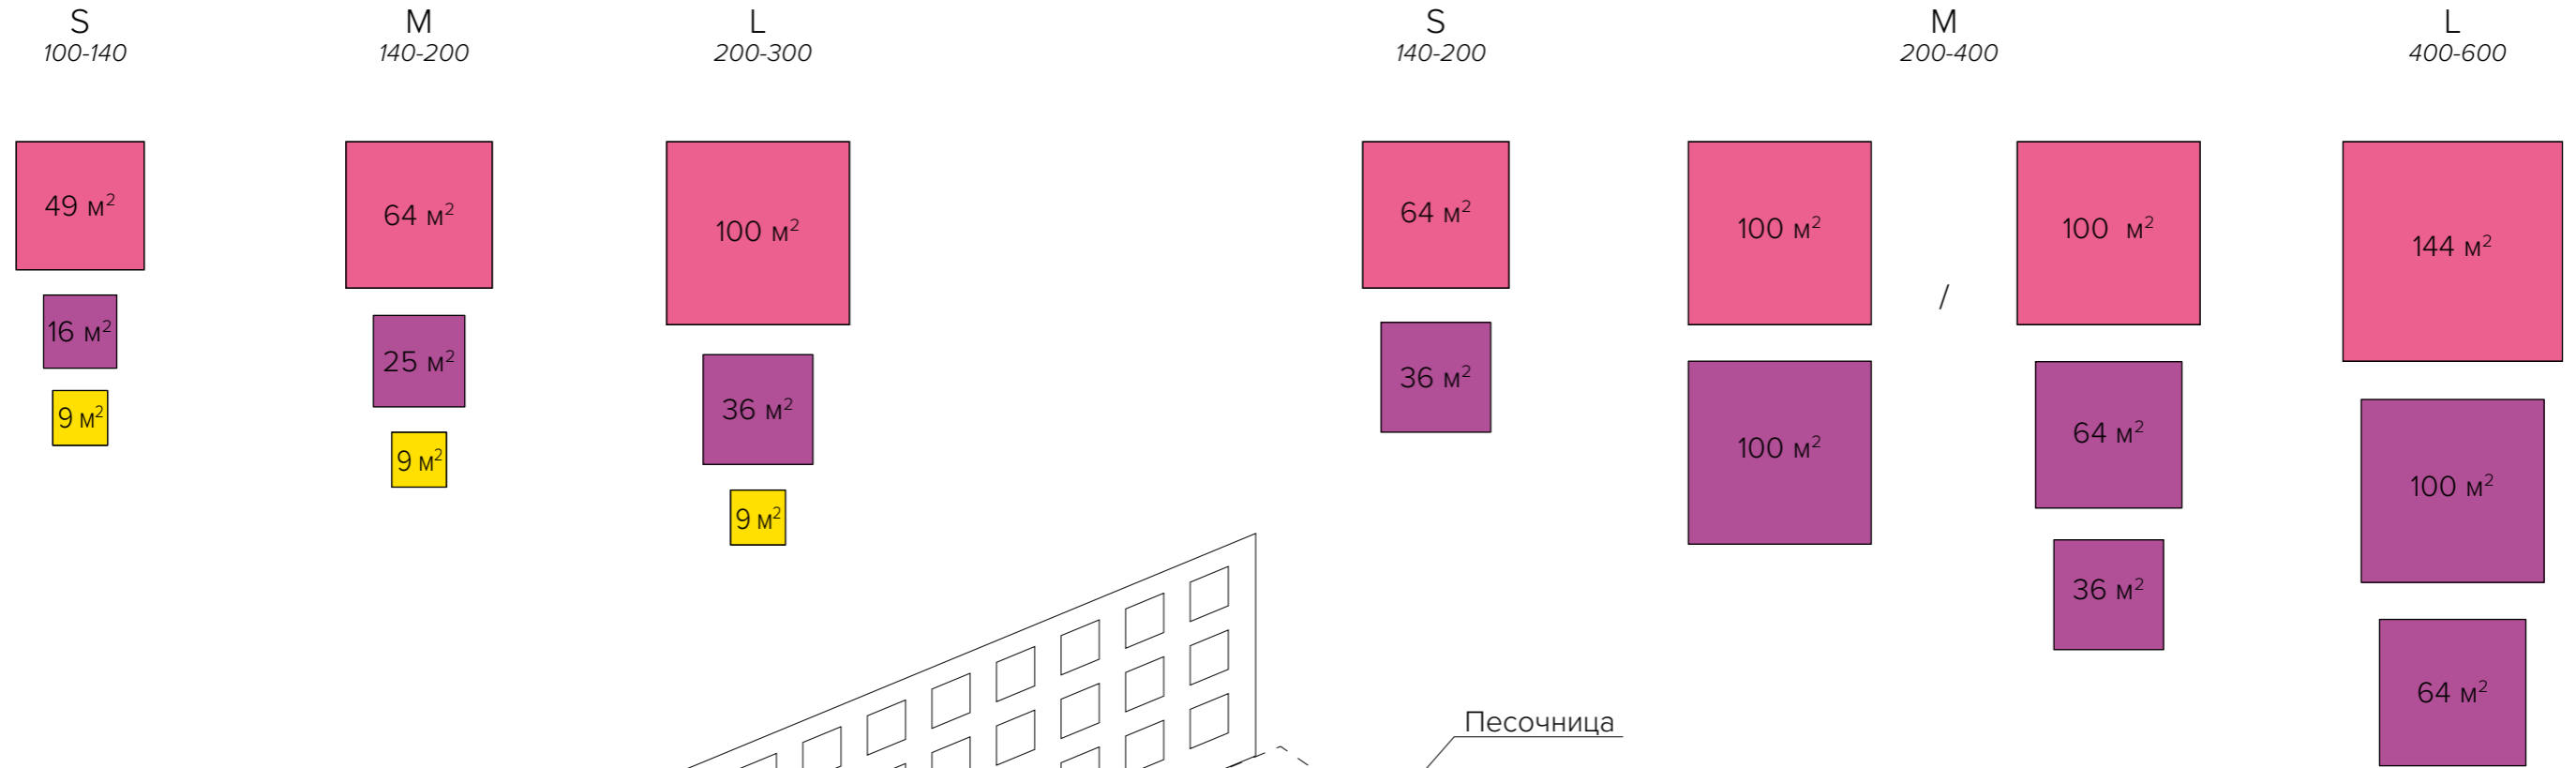 S
100-140
M
140-200
L
200-300
49 м²
16 м²
9 м²
64 м²
25 м²
9 м²
100 м²
36 м²
9 м²
S
140-200
M
200-400
L
400-600
64 м²
36 м²
100 м²
100 м²
/
100 м²
64 м²
36 м²
144 м²
100 м²
64 м²
Песочница